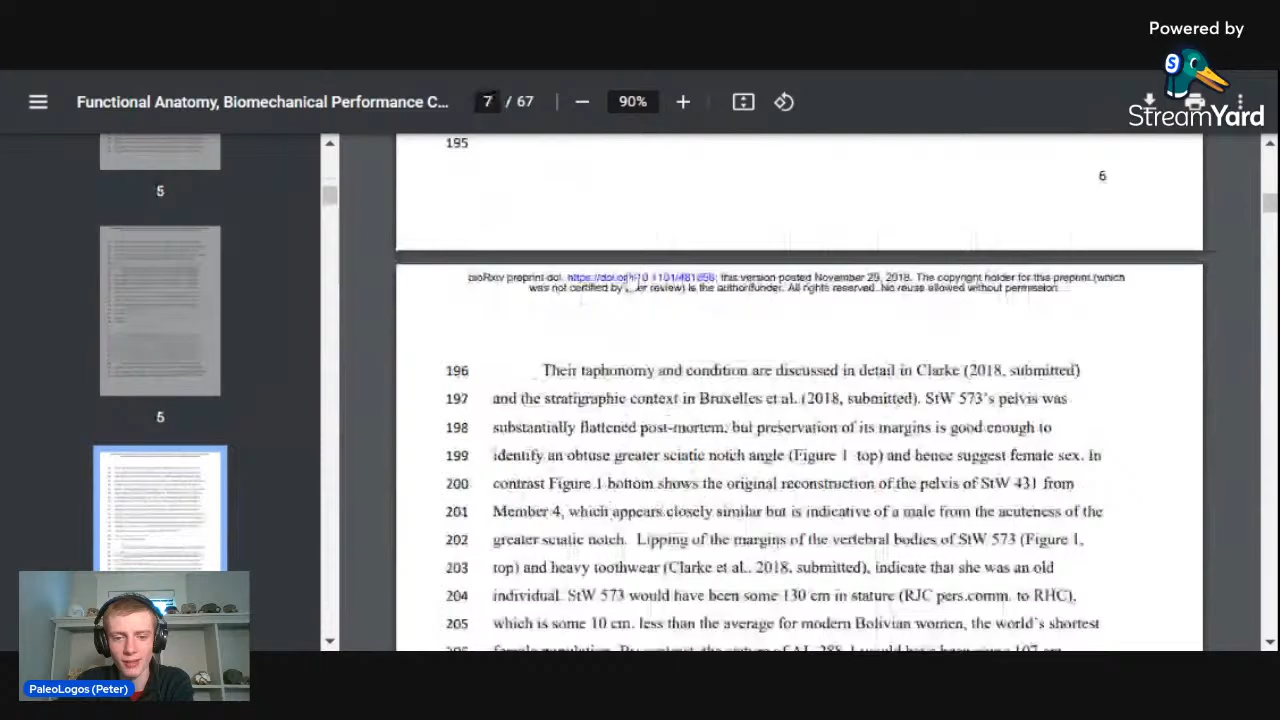 Powered by
StreamYard
Functional Anatomy, Biomechanical Performance C...
7 / 67
90%
5
5
195
6
bioRxiv preprint doi: https://doi.org/10.1101/481556; this version posted November 29, 2018. The copyright holder for this preprint (which
was not certified by peer review) is the author/funder. All rights reserved. No reuse allowed without permission.
196 Their taphonomy and condition are discussed in detail in Clarke (2018, submitted)
197 and the stratigraphic context in Bruxelles et al. (2018, submitted). StW 573's pelvis was
198 substantially flattened post-mortem, but preservation of its margins is good enough to
199 identify an obtuse greater sciatic notch angle (Figure 1 top) and hence suggest female sex. In
200 contrast Figure 1 bottom shows the original reconstruction of the pelvis of StW 431 from
201 Member 4, which appears closely similar but is indicative of a male from the acuteness of the
202 greater sciatic notch. Lipping of the margins of the vertebral bodies of StW 573 (Figure 1,
203 top) and heavy toothwear (Clarke et al.. 2018, submitted), indicate that she was an old
204 individual. StW 573 would have been some 130 cm in stature (RJC pers.comm. to RHC),
205 which is some 10 cm. less than the average for modern Bolivian women, the world's shortest
PaleoLogos (Peter)